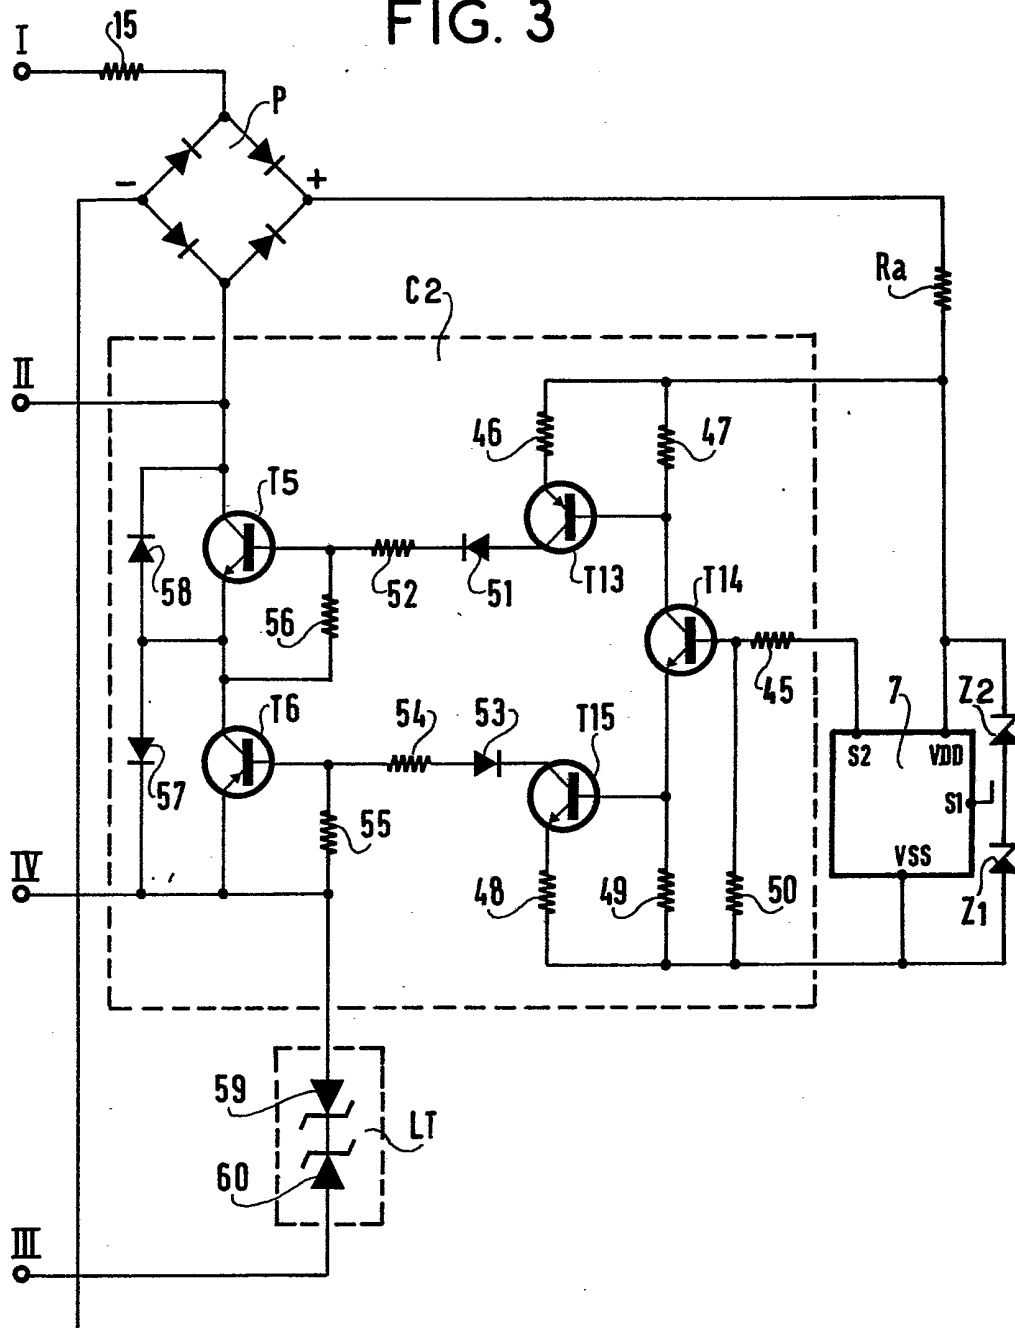 FIG. 3
15
I
P
− +
Ra
C2
II
46 47
T5
T13
58 52 51 T14
56
45
7 Z2
T6 54 53 T15
S2 VDD
57 S1
55
VSS
IV
48 49 50
Z1
59
LT
60
III